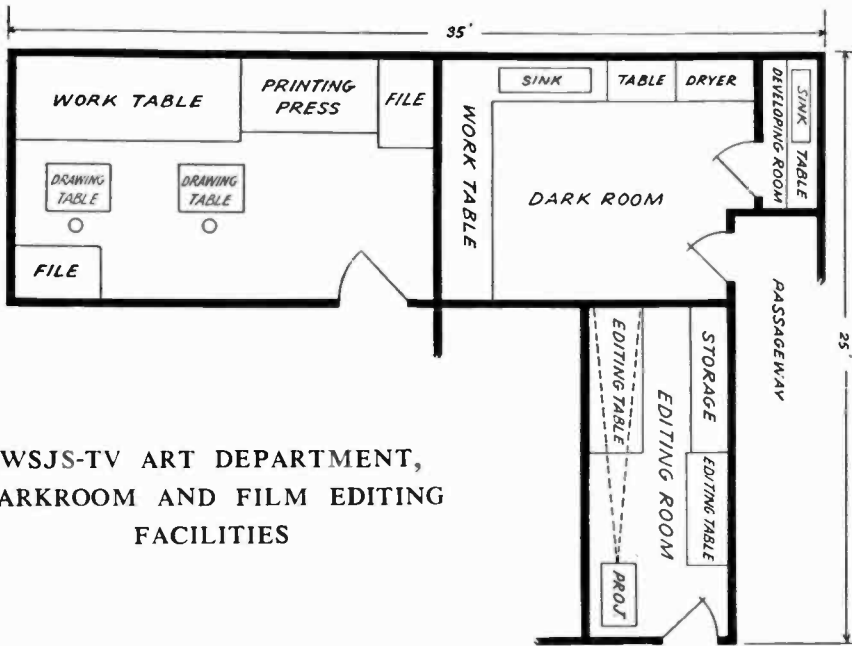 35'
WORK TABLE
PRINTING
PRESS
FILE
DRAWING
TABLE
DRAWING
TABLE
FILE
WORK TABLE
SINK
TABLE
DRYER
DARK ROOM
DEVELOPING ROOM
SINK
TABLE
PASSAGEWAY
25'
EDITING TABLE
EDITING ROOM
STORAGE
EDITING TABLE
PROJ
WSJS-TV ART DEPARTMENT,
ARKROOM AND FILM EDITING
FACILITIES